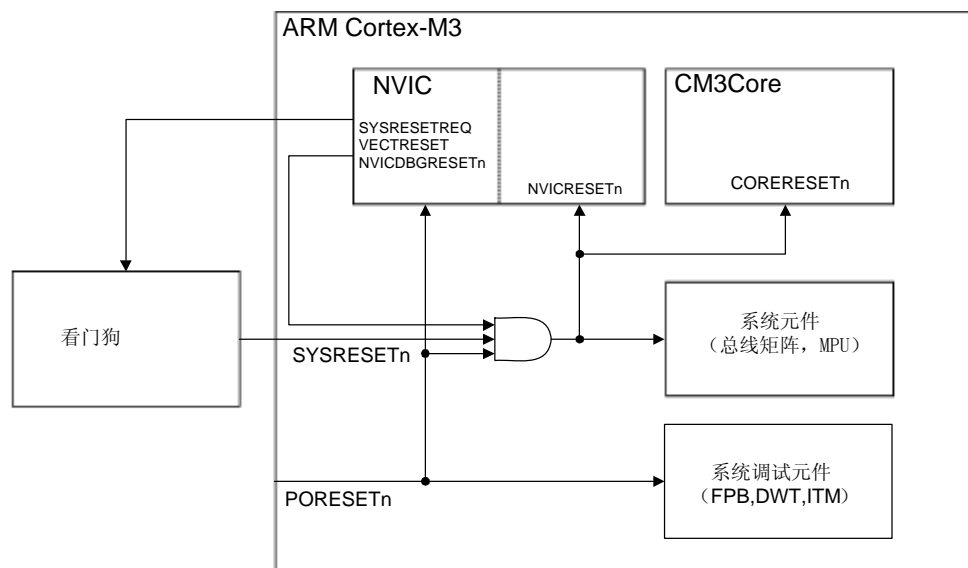 ARM Cortex-M3
NVIC
CM3Core
SYSRESETREQ
VECTRESET
NVICDBGRESETn
NVICRESETn
CORERESETn
看门狗
SYSRESETn
系统元件
（总线矩阵，MPU）
PORESETn
系统调试元件
（FPB,DWT,ITM）